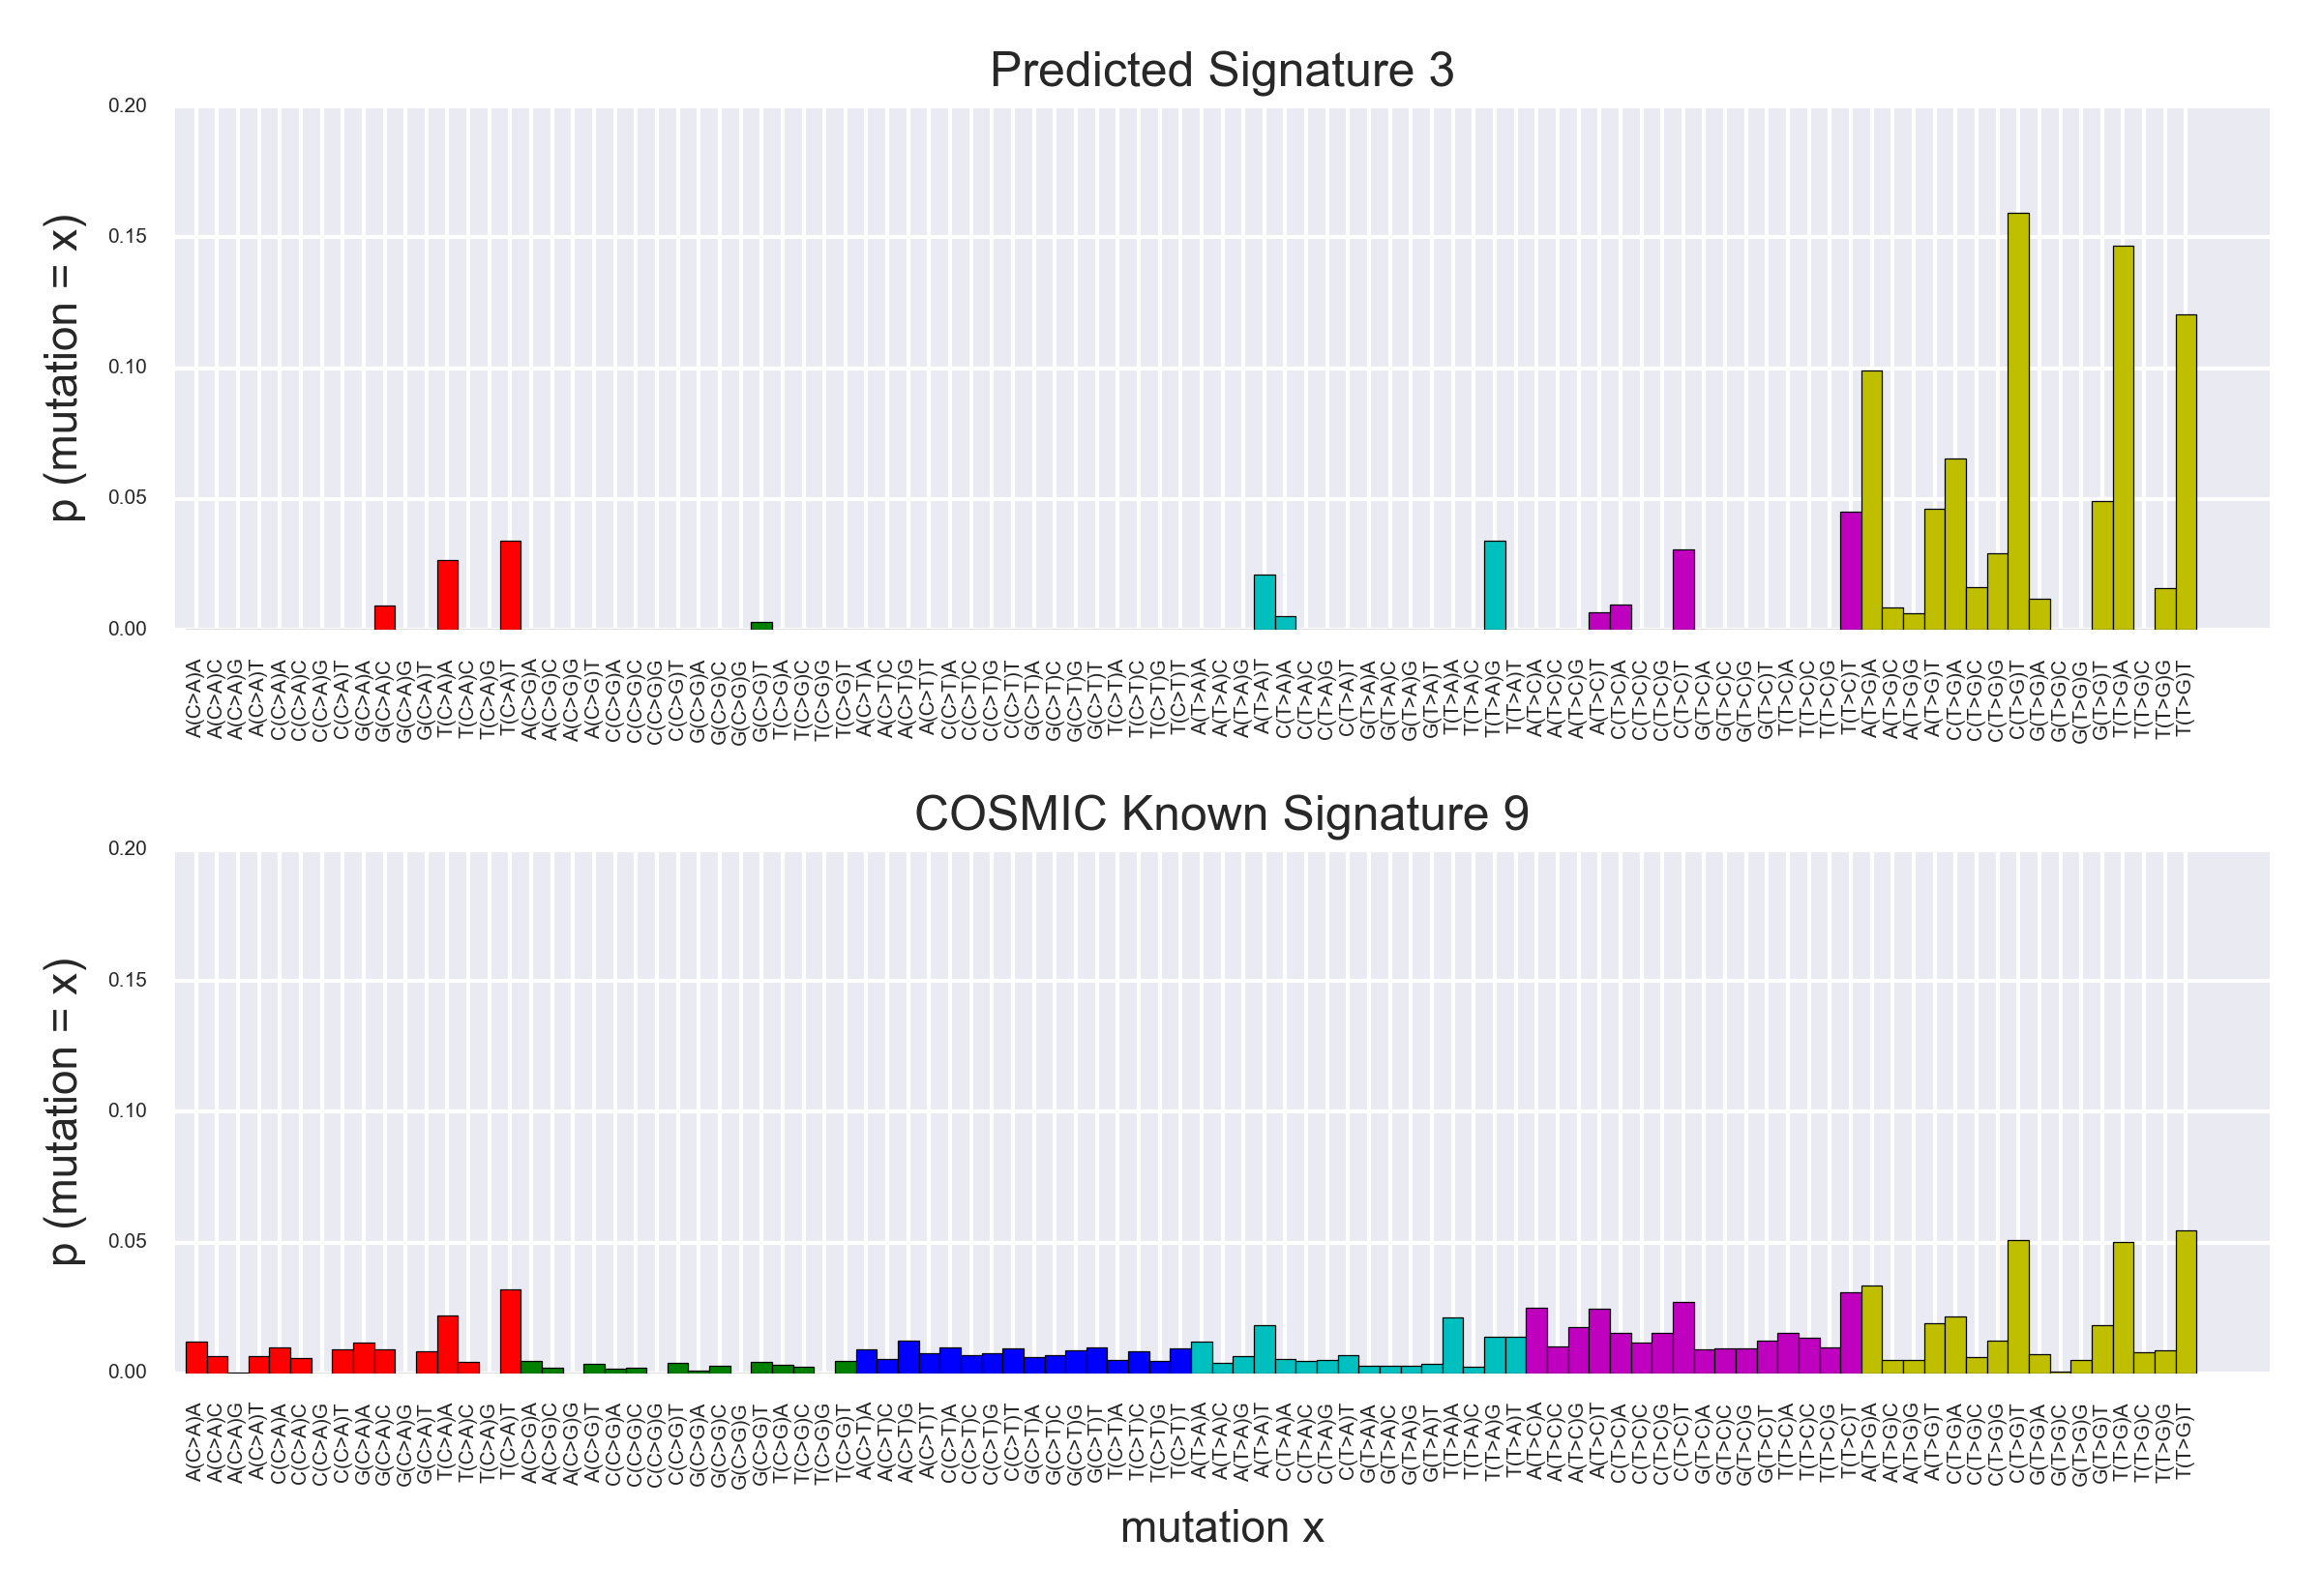 Predicted Signature 3
0.20
0.15
0.10
0.05
0.00
p (mutation = x)
A(C>A)A A(C>A)C A(C>A)G A(C>A)T C(C>A)A C(C>A)C C(C>A)G C(C>A)T G(C>A)A G(C>A)C G(C>A)G G(C>A)T T(C>A)A T(C>A)C T(C>A)G T(C>A)T A(C>G)A A(C>G)C A(C>G)G A(C>G)T C(C>G)A C(C>G)C C(C>G)G C(C>G)T G(C>G)A G(C>G)C G(C>G)G G(C>G)T T(C>G)A T(C>G)C T(C>G)G T(C>G)T A(C>T)A A(C>T)C A(C>T)G A(C>T)T C(C>T)A C(C>T)C C(C>T)G C(C>T)T G(C>T)A G(C>T)C G(C>T)G G(C>T)T T(C>T)A T(C>T)C T(C>T)G T(C>T)T A(T>A)A A(T>A)C A(T>A)G A(T>A)T C(T>A)A C(T>A)C C(T>A)G C(T>A)T G(T>A)A G(T>A)C G(T>A)G G(T>A)T T(T>A)A T(T>A)C T(T>A)G T(T>A)T A(T>C)A A(T>C)C A(T>C)G A(T>C)T C(T>C)A C(T>C)C C(T>C)G C(T>C)T G(T>C)A G(T>C)C G(T>C)G G(T>C)T T(T>C)A T(T>C)C T(T>C)G T(T>C)T A(T>G)A A(T>G)C A(T>G)G A(T>G)T C(T>G)A C(T>G)C C(T>G)G C(T>G)T G(T>G)A G(T>G)C G(T>G)G G(T>G)T T(T>G)A T(T>G)C T(T>G)G T(T>G)T
COSMIC Known Signature 9
0.20
0.15
0.10
0.05
0.00
p (mutation = x)
A(C>A)A A(C>A)C A(C>A)G A(C>A)T C(C>A)A C(C>A)C C(C>A)G C(C>A)T G(C>A)A G(C>A)C G(C>A)G G(C>A)T T(C>A)A T(C>A)C T(C>A)G T(C>A)T A(C>G)A A(C>G)C A(C>G)G A(C>G)T C(C>G)A C(C>G)C C(C>G)G C(C>G)T G(C>G)A G(C>G)C G(C>G)G G(C>G)T T(C>G)A T(C>G)C T(C>G)G T(C>G)T A(C>T)A A(C>T)C A(C>T)G A(C>T)T C(C>T)A C(C>T)C C(C>T)G C(C>T)T G(C>T)A G(C>T)C G(C>T)G G(C>T)T T(C>T)A T(C>T)C T(C>T)G T(C>T)T A(T>A)A A(T>A)C A(T>A)G A(T>A)T C(T>A)A C(T>A)C C(T>A)G C(T>A)T G(T>A)A G(T>A)C G(T>A)G G(T>A)T T(T>A)A T(T>A)C T(T>A)G T(T>A)T A(T>C)A A(T>C)C A(T>C)G A(T>C)T C(T>C)A C(T>C)C C(T>C)G C(T>C)T G(T>C)A G(T>C)C G(T>C)G G(T>C)T T(T>C)A T(T>C)C T(T>C)G T(T>C)T A(T>G)A A(T>G)C A(T>G)G A(T>G)T C(T>G)A C(T>G)C C(T>G)G C(T>G)T G(T>G)A G(T>G)C G(T>G)G G(T>G)T T(T>G)A T(T>G)C T(T>G)G T(T>G)T
mutation x